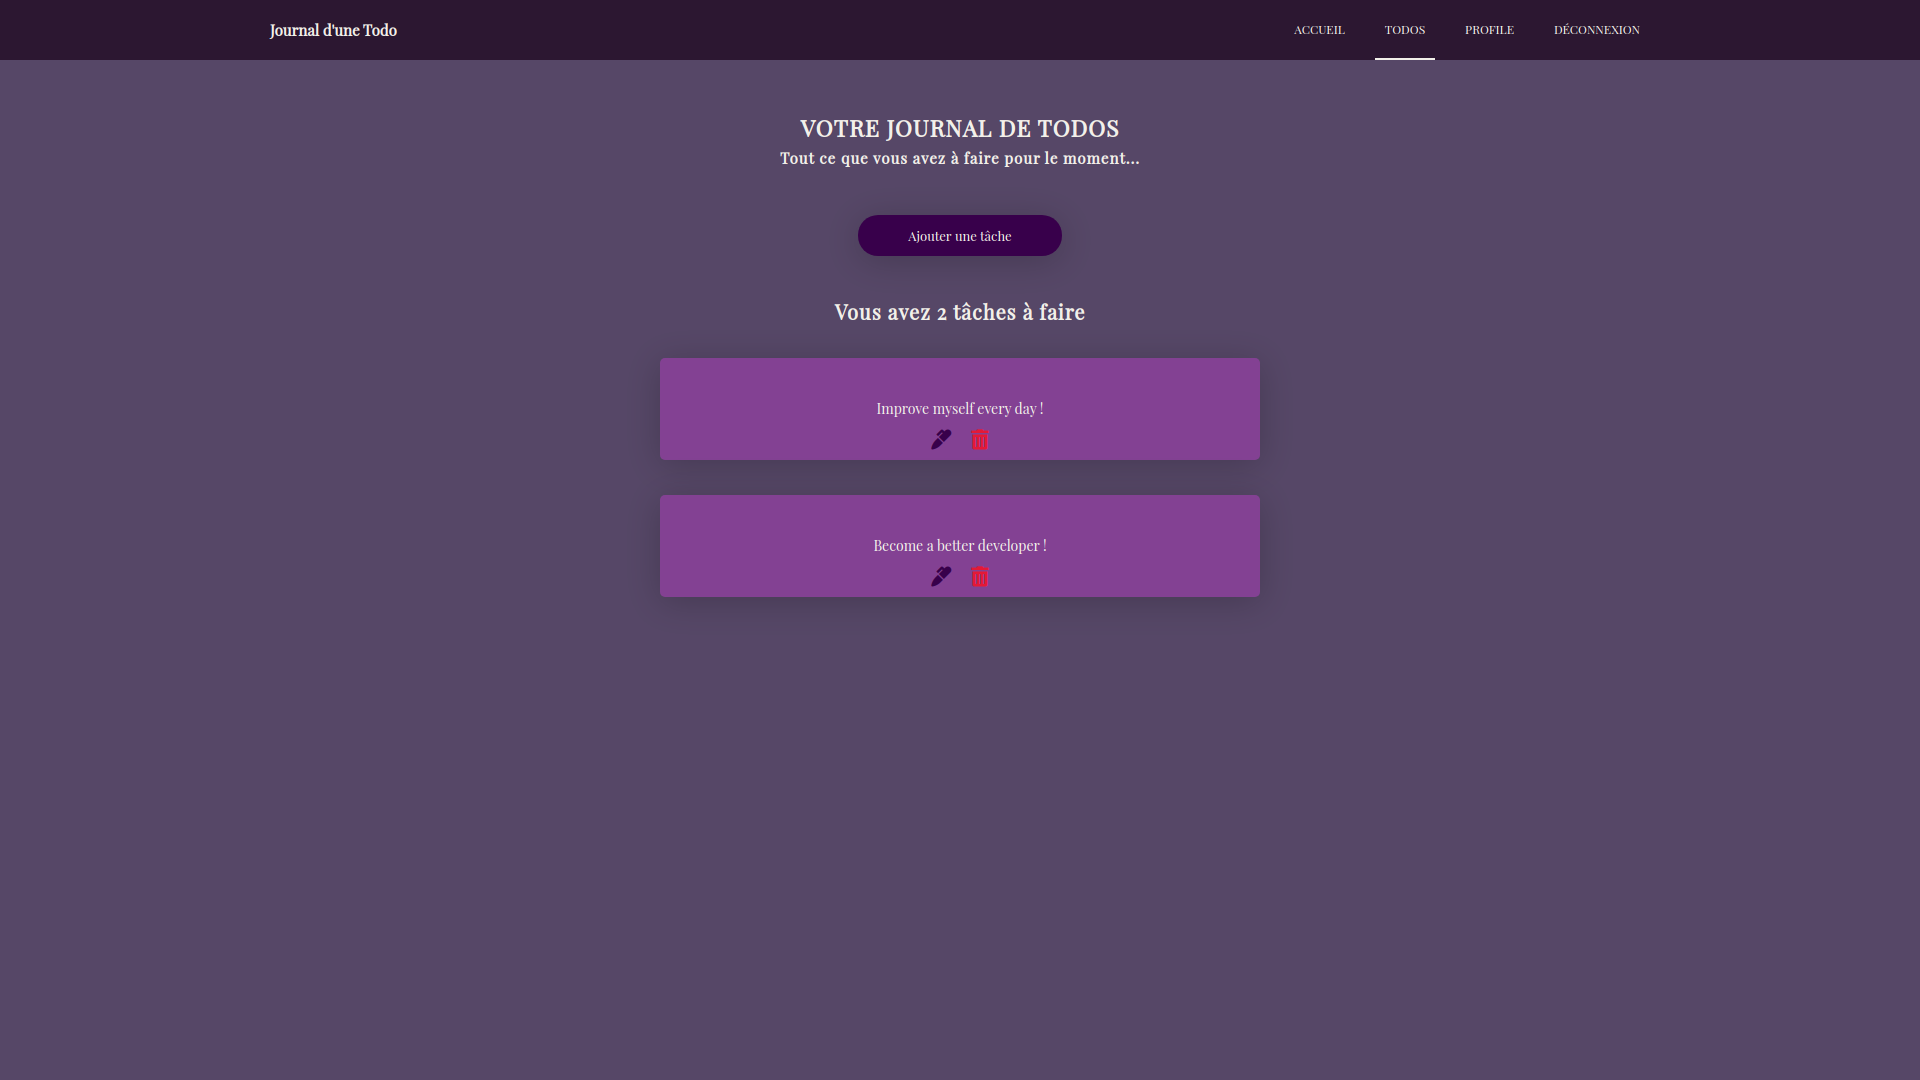 Journal d'une Todo
ACCUEIL
TODOS
PROFILE
DÉCONNEXION
VOTRE JOURNAL DE TODOS
Tout ce que vous avez à faire pour le moment...
Ajouter une tâche
Vous avez 2 tâches à faire
Improve myself every day !
Become a better developer !